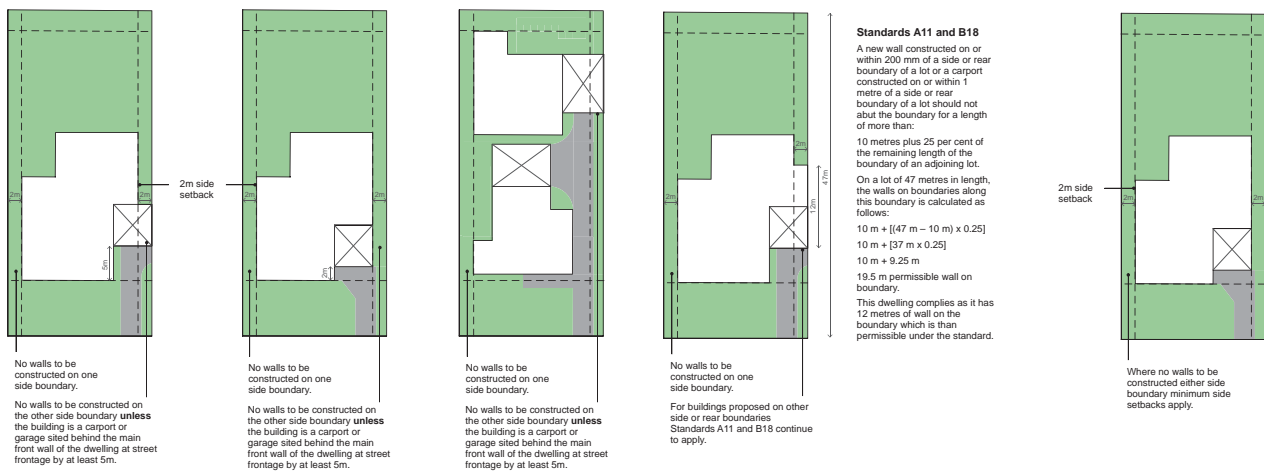 2m
2m
5m
2m side
setback
No walls to be
constructed on one
side boundary.
No walls to be constructed on
the other side boundary unless
the building is a carport or
garage sited behind the main
front wall of the dwelling at street
frontage by at least 5m.
2m
2m
2m
No walls to be
constructed on one
side boundary.
No walls to be constructed on
the other side boundary unless
the building is a carport or
garage sited behind the main
front wall of the dwelling at street
frontage by at least 5m.
No walls to be
constructed on one
side boundary.
No walls to be constructed on
the other side boundary unless
the building is a carport or
garage sited behind the main
front wall of the dwelling at street
frontage by at least 5m.
2m
2m
12m
47m
No walls to be
constructed on one
side boundary.
For buildings proposed on other
side or rear boundaries
Standards A11 and B18 continue
to apply.
Standards A11 and B18
A new wall constructed on or
within 200 mm of a side or rear
boundary of a lot or a carport
constructed on or within 1
metre of a side or rear
boundary of a lot should not
abut the boundary for a length
of more than:
10 metres plus 25 per cent of
the remaining length of the
boundary of an adjoining lot.
On a lot of 47 metres in length,
the walls on boundaries along
this boundary is calculated as
follows:
10 m + [(47 m – 10 m) x 0.25]
10 m + [37 m x 0.25]
10 m + 9.25 m
19.5 m permissible wall on
boundary.
This dwelling complies as it has
12 metres of wall on the
boundary which is than
permissible under the standard.
2m side
setback
2m
2m
Where no walls to be
constructed either side
boundary minimum side
setbacks apply.